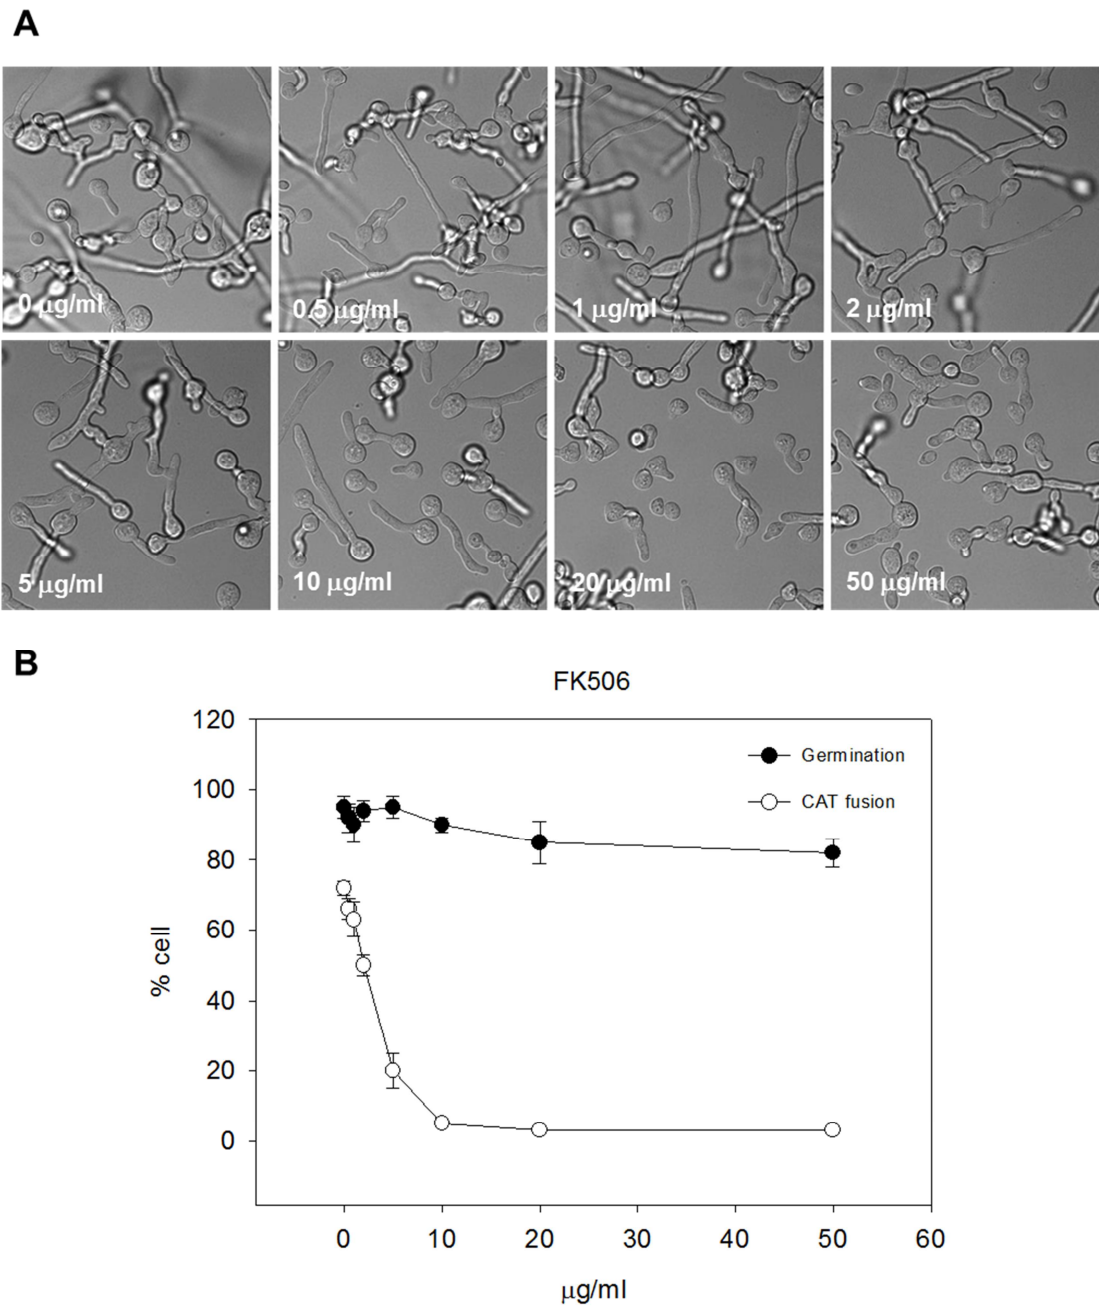 A
0 μg/ml
0.5 μg/ml
1 μg/ml
2 μg/ml
5 μg/ml
10 μg/ml
20 μg/ml
50 μg/ml
B
FK506
120
100
80
60
40
20
0
% cell
Germination
CAT fusion
0 10 20 30 40 50 60
μg/ml